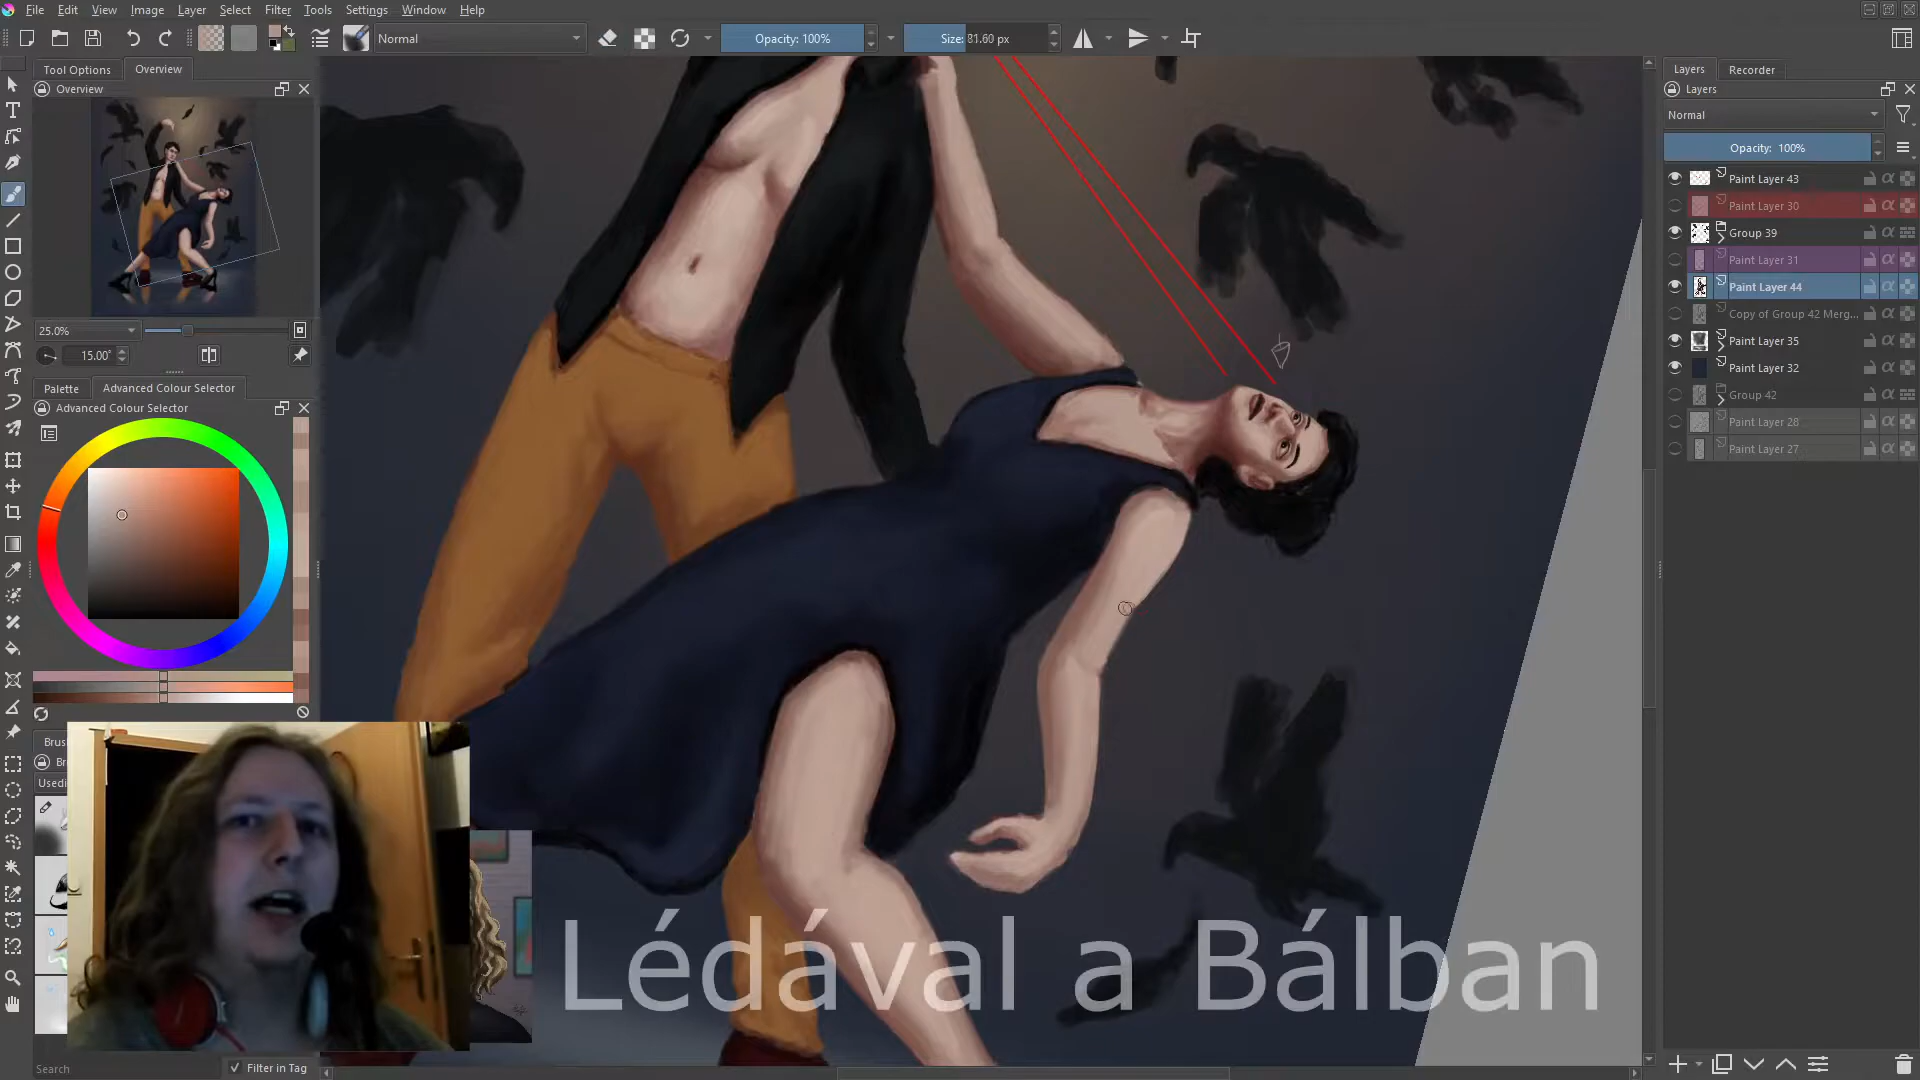 File Edit View Image Layer Select Filter Tools Settings Window Help
Normal
Opacity: 100%
Size: 81.60 px
Tool Options
Overview
Overview
25.0%
15.00°
Palette
Advanced Colour Selector
Advanced Colour Selector
Search
Filter in Tag
Lédával a Bálban
Layers
Recorder
Layers
Normal
Opacity: 100%
Paint Layer 43
Paint Layer 30
Group 39
Paint Layer 31
Paint Layer 44
Copy of Group 42 Merg...
Paint Layer 35
Paint Layer 32
Group 42
Paint Layer 28
Paint Layer 27